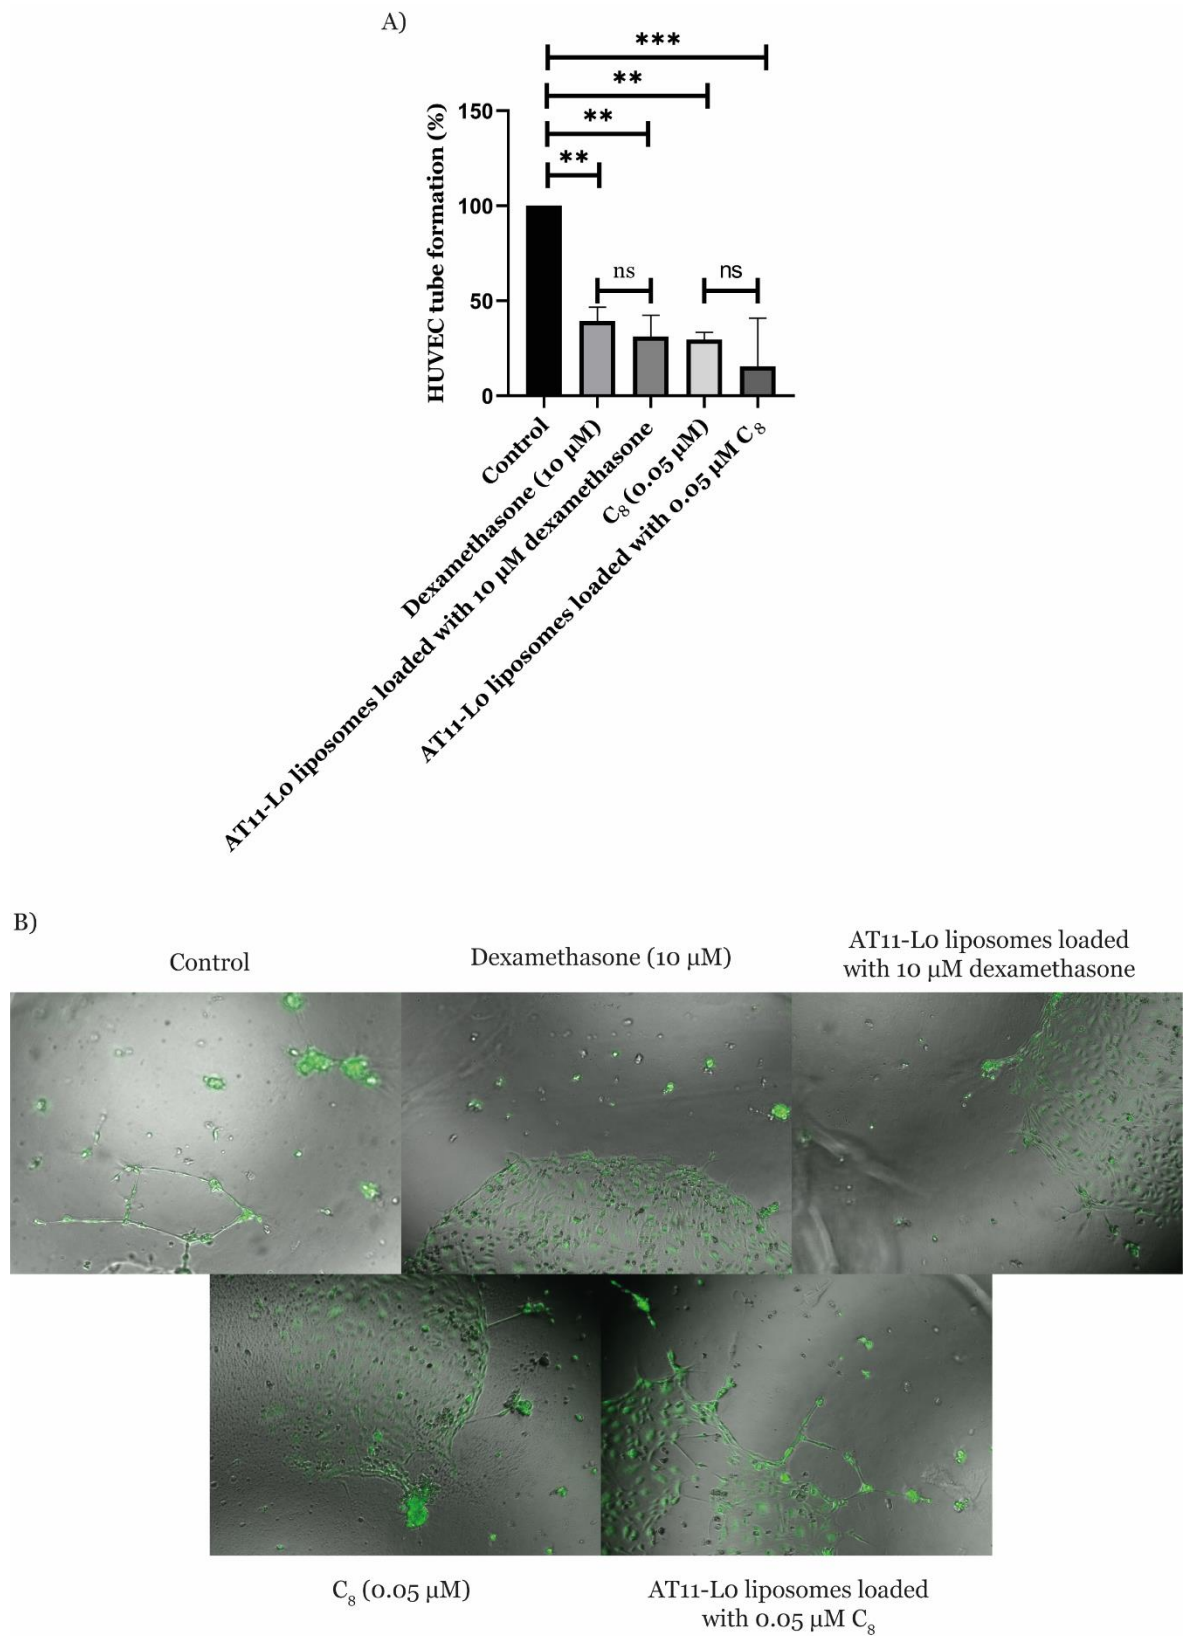 A)
***
**
**
**
HUVEC tube formation (%)
150
100
50
0
ns
ns
Control
Dexamethasone (10 µM)
AT11-L0 liposomes loaded with 10 µM dexamethasone
C₈ (0.05 µM)
AT11-L0 liposomes loaded with 0.05 µM C₈
B)
Control
Dexamethasone (10 µM)
AT11-L0 liposomes loaded
with 10 µM dexamethasone
C₈ (0.05 µM)
AT11-L0 liposomes loaded
with 0.05 µM C₈